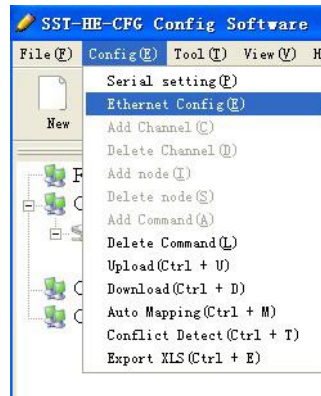 SST-HE-CFG Config Software
File(F) Config(E) Tool(T) View(V) H
New
Serial setting(P)
Ethernet Config(E)
Add Channel(C)
Delete Channel(D)
Add node(I)
Delete node(S)
Add Command(A)
Delete Command(L)
Upload(Ctrl + U)
Download(Ctrl + D)
Auto Mapping(Ctrl + M)
Conflict Detect(Ctrl + T)
Export XLS(Ctrl + E)
F
C
S
C
C